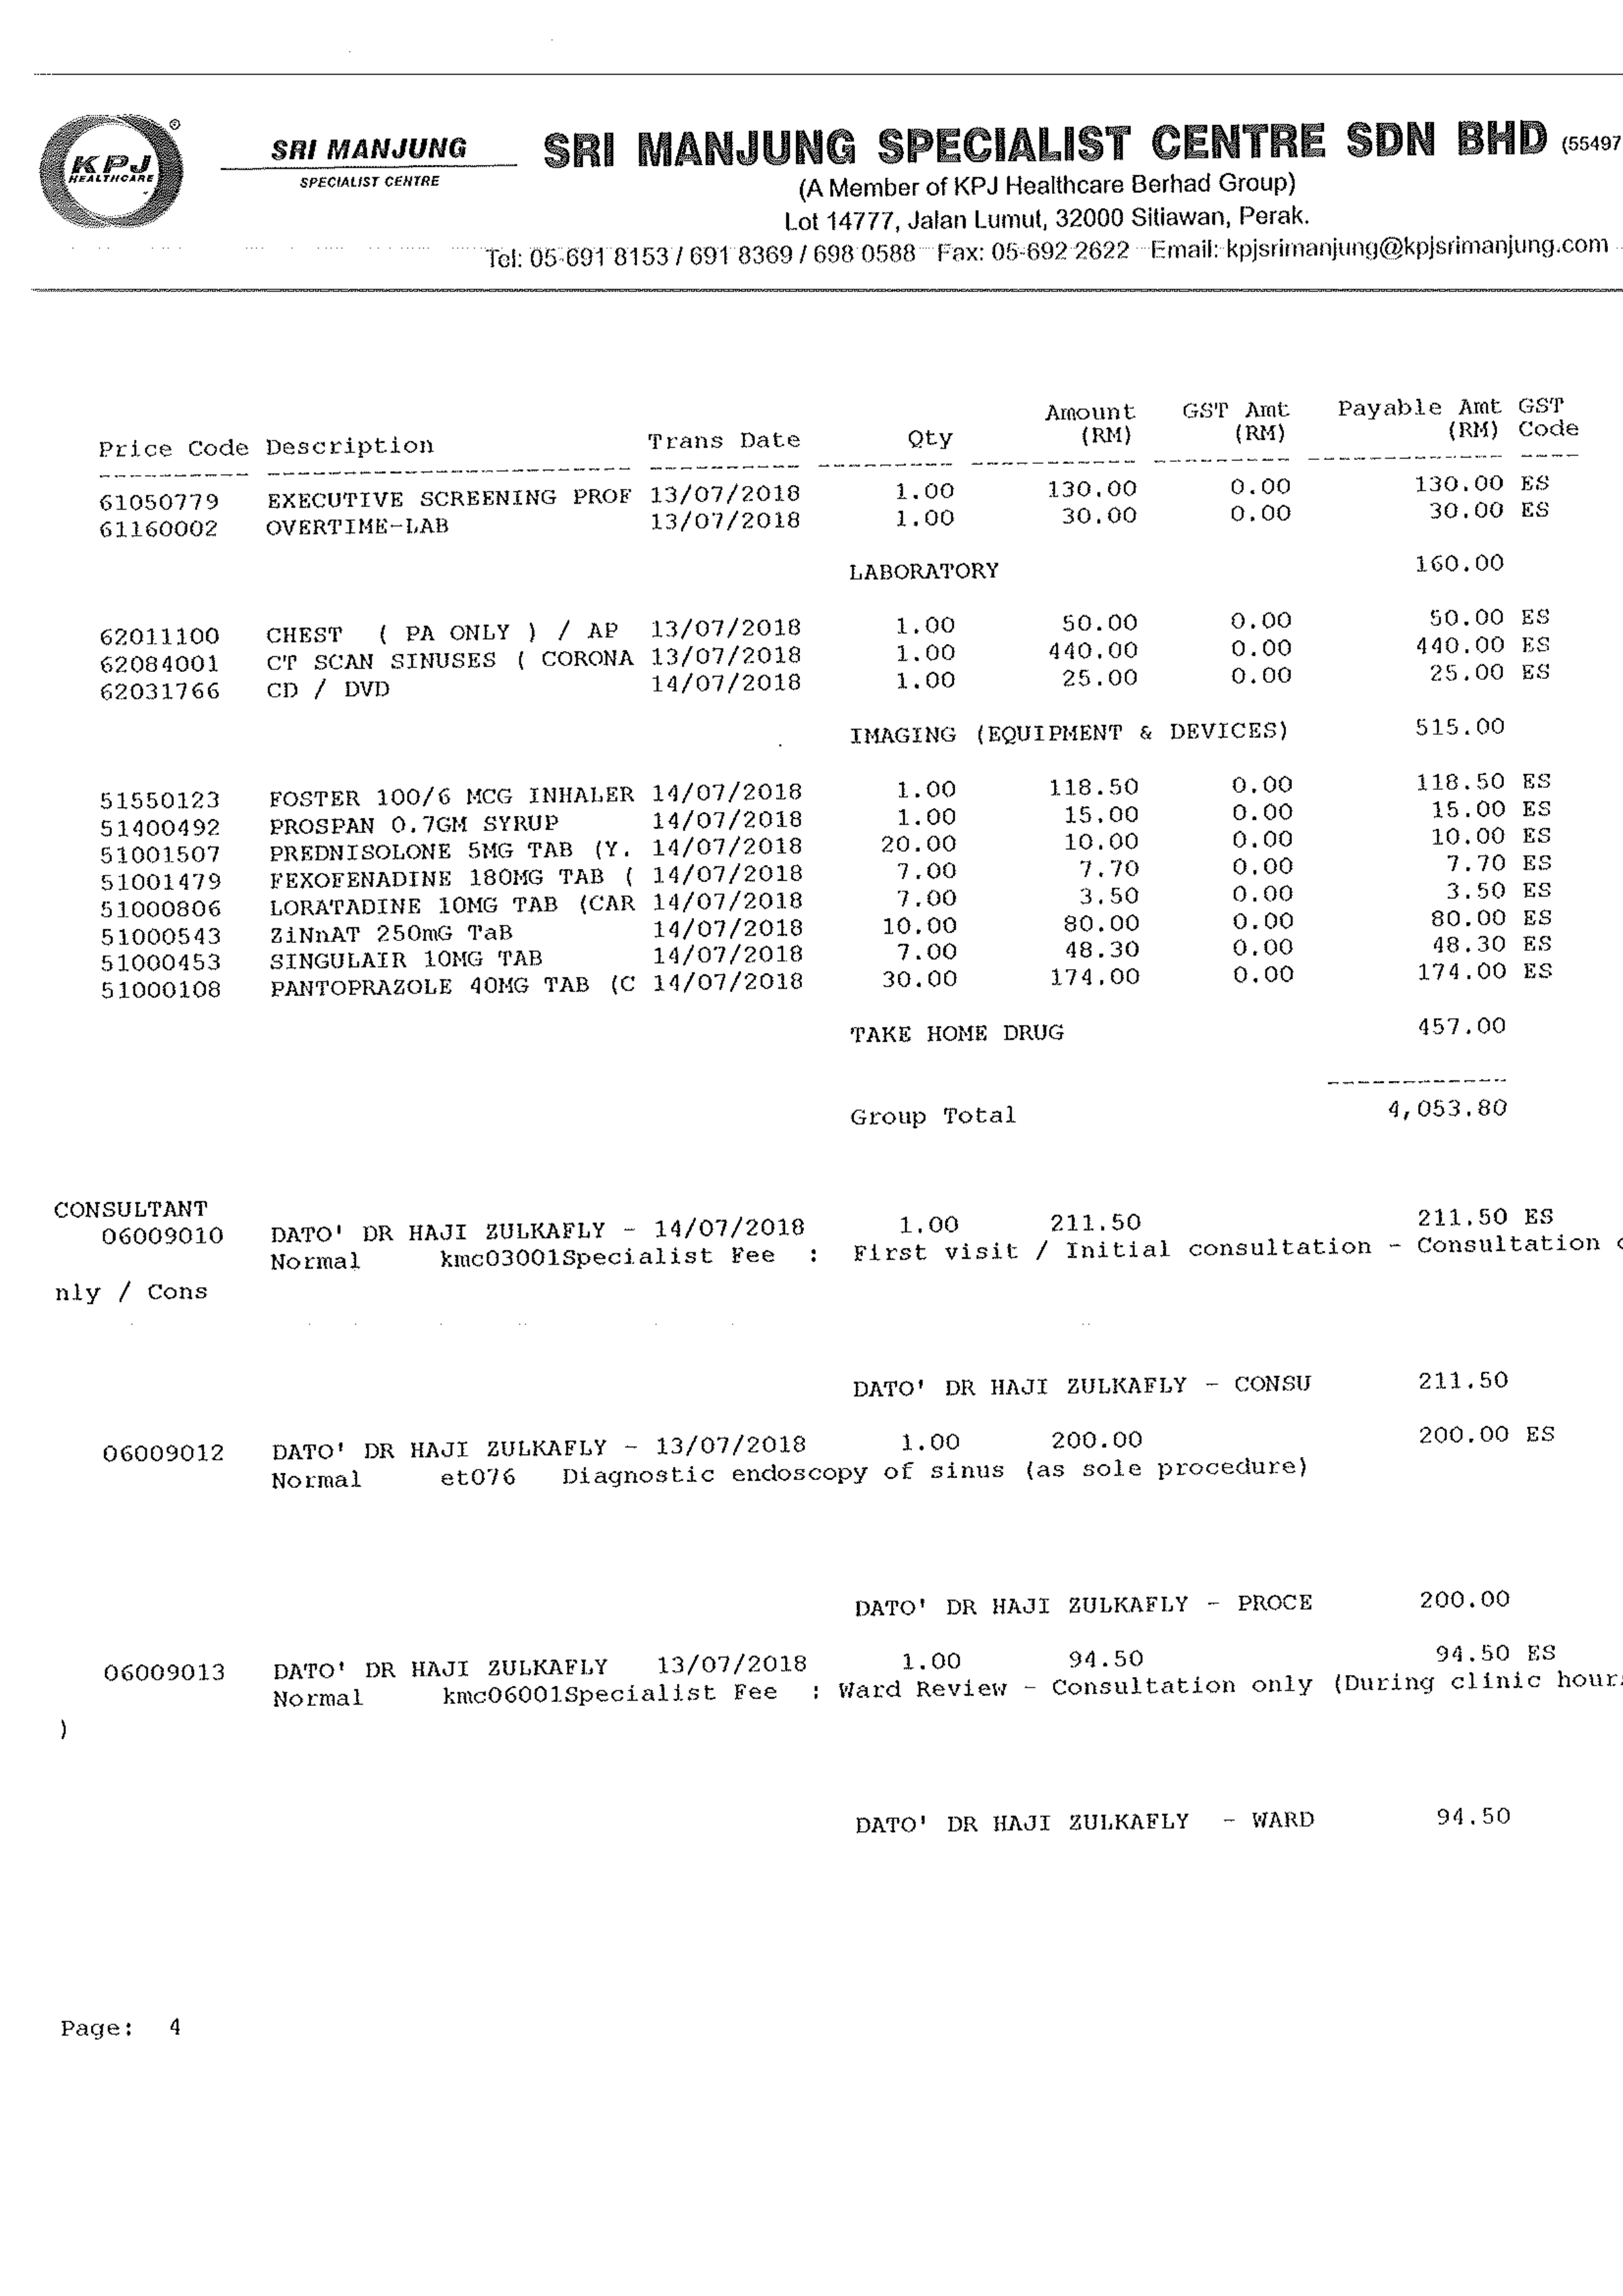 KPJ HEALTHCARE ®
SRI MANJUNG
SPECIALIST CENTRE
SRI MANJUNG SPECIALIST CENTRE SDN BHD (55497
(A Member of KPJ Healthcare Berhad Group)
Lot 14777, Jalan Lumut, 32000 Sitiawan, Perak.
Tel: 05-691 8153 / 691 8369 / 698 0588 Fax: 05-692 2622 Email: kpjsrimanjung@kpjsrimanjung.com
Amount GST Amt Payable Amt GST
Price Code Description Trans Date Qty (RM) (RM) (RM) Code
61050779 EXECUTIVE SCREENING PROF 13/07/2018 1.00 130.00 0.00 130.00 ES
61160002 OVERTIME-LAB 13/07/2018 1.00 30.00 0.00 30.00 ES
LABORATORY 160.00
62011100 CHEST ( PA ONLY ) / AP 13/07/2018 1.00 50.00 0.00 50.00 ES
62084001 CT SCAN SINUSES ( CORONA 13/07/2018 1.00 440.00 0.00 440.00 ES
62031766 CD / DVD 14/07/2018 1.00 25.00 0.00 25.00 ES
IMAGING (EQUIPMENT & DEVICES) 515.00
51550123 FOSTER 100/6 MCG INHALER 14/07/2018 1.00 118.50 0.00 118.50 ES
51400492 PROSPAN 0.7GM SYRUP 14/07/2018 1.00 15.00 0.00 15.00 ES
51001507 PREDNISOLONE 5MG TAB (Y. 14/07/2018 20.00 10.00 0.00 10.00 ES
51001479 FEXOFENADINE 180MG TAB ( 14/07/2018 7.00 7.70 0.00 7.70 ES
51000806 LORATADINE 10MG TAB (CAR 14/07/2018 7.00 3.50 0.00 3.50 ES
51000543 ZiNnAT 250mG TaB 14/07/2018 10.00 80.00 0.00 80.00 ES
51000453 SINGULAIR 10MG TAB 14/07/2018 7.00 48.30 0.00 48.30 ES
51000108 PANTOPRAZOLE 40MG TAB (C 14/07/2018 30.00 174.00 0.00 174.00 ES
TAKE HOME DRUG 457.00
Group Total 4,053.80
CONSULTANT
06009010 DATO' DR HAJI ZULKAFLY - 14/07/2018 1.00 211.50 211.50 ES
Normal kmc03001Specialist Fee : First visit / Initial consultation - Consultation o
nly / Cons
DATO' DR HAJI ZULKAFLY - CONSU 211.50
06009012 DATO' DR HAJI ZULKAFLY - 13/07/2018 1.00 200.00 200.00 ES
Normal et076 Diagnostic endoscopy of sinus (as sole procedure)
DATO' DR HAJI ZULKAFLY - PROCE 200.00
06009013 DATO' DR HAJI ZULKAFLY 13/07/2018 1.00 94.50 94.50 ES
Normal kmc06001Specialist Fee : Ward Review - Consultation only (During clinic hours
)
DATO' DR HAJI ZULKAFLY - WARD 94.50
Page: 4